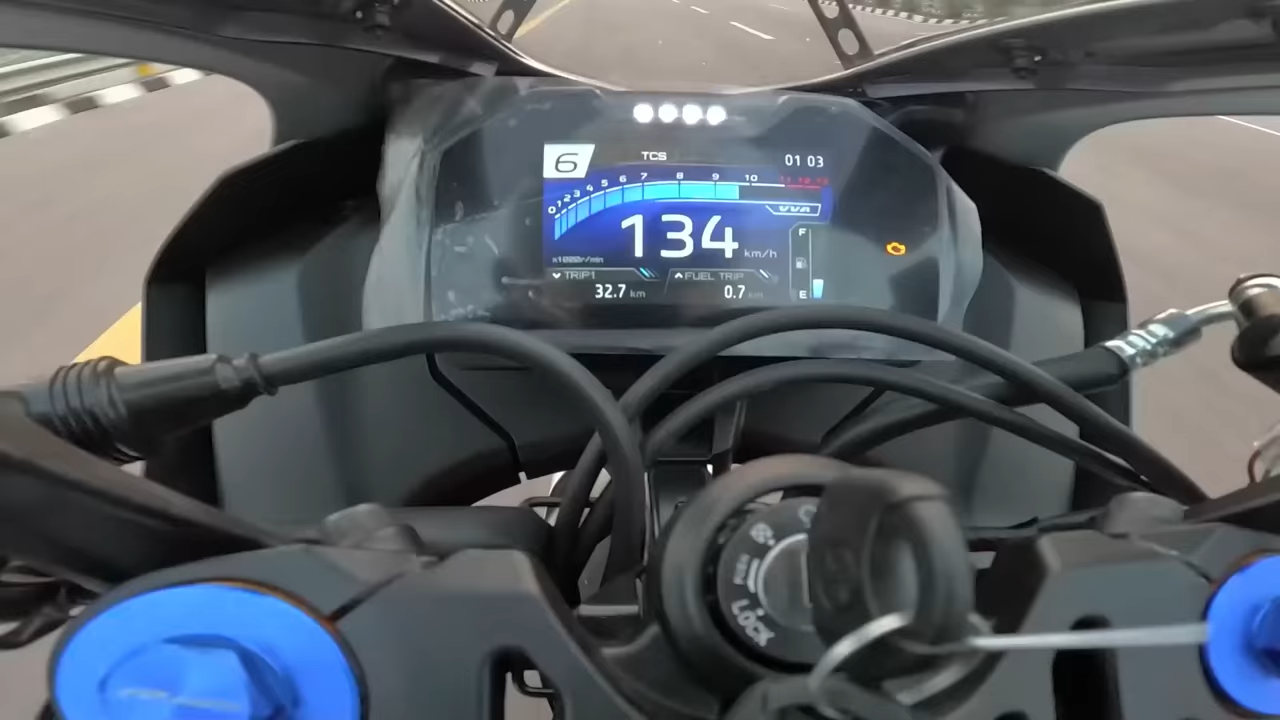 6 TCS 01 03
0 1 2 3 4 5 6 7 8 9 10 11 12 13
VVA
134 km/h
x1000r/min
F
TRIP1 FUEL TRIP
32.7 km 0.7 km
E
PUSH
LOCK